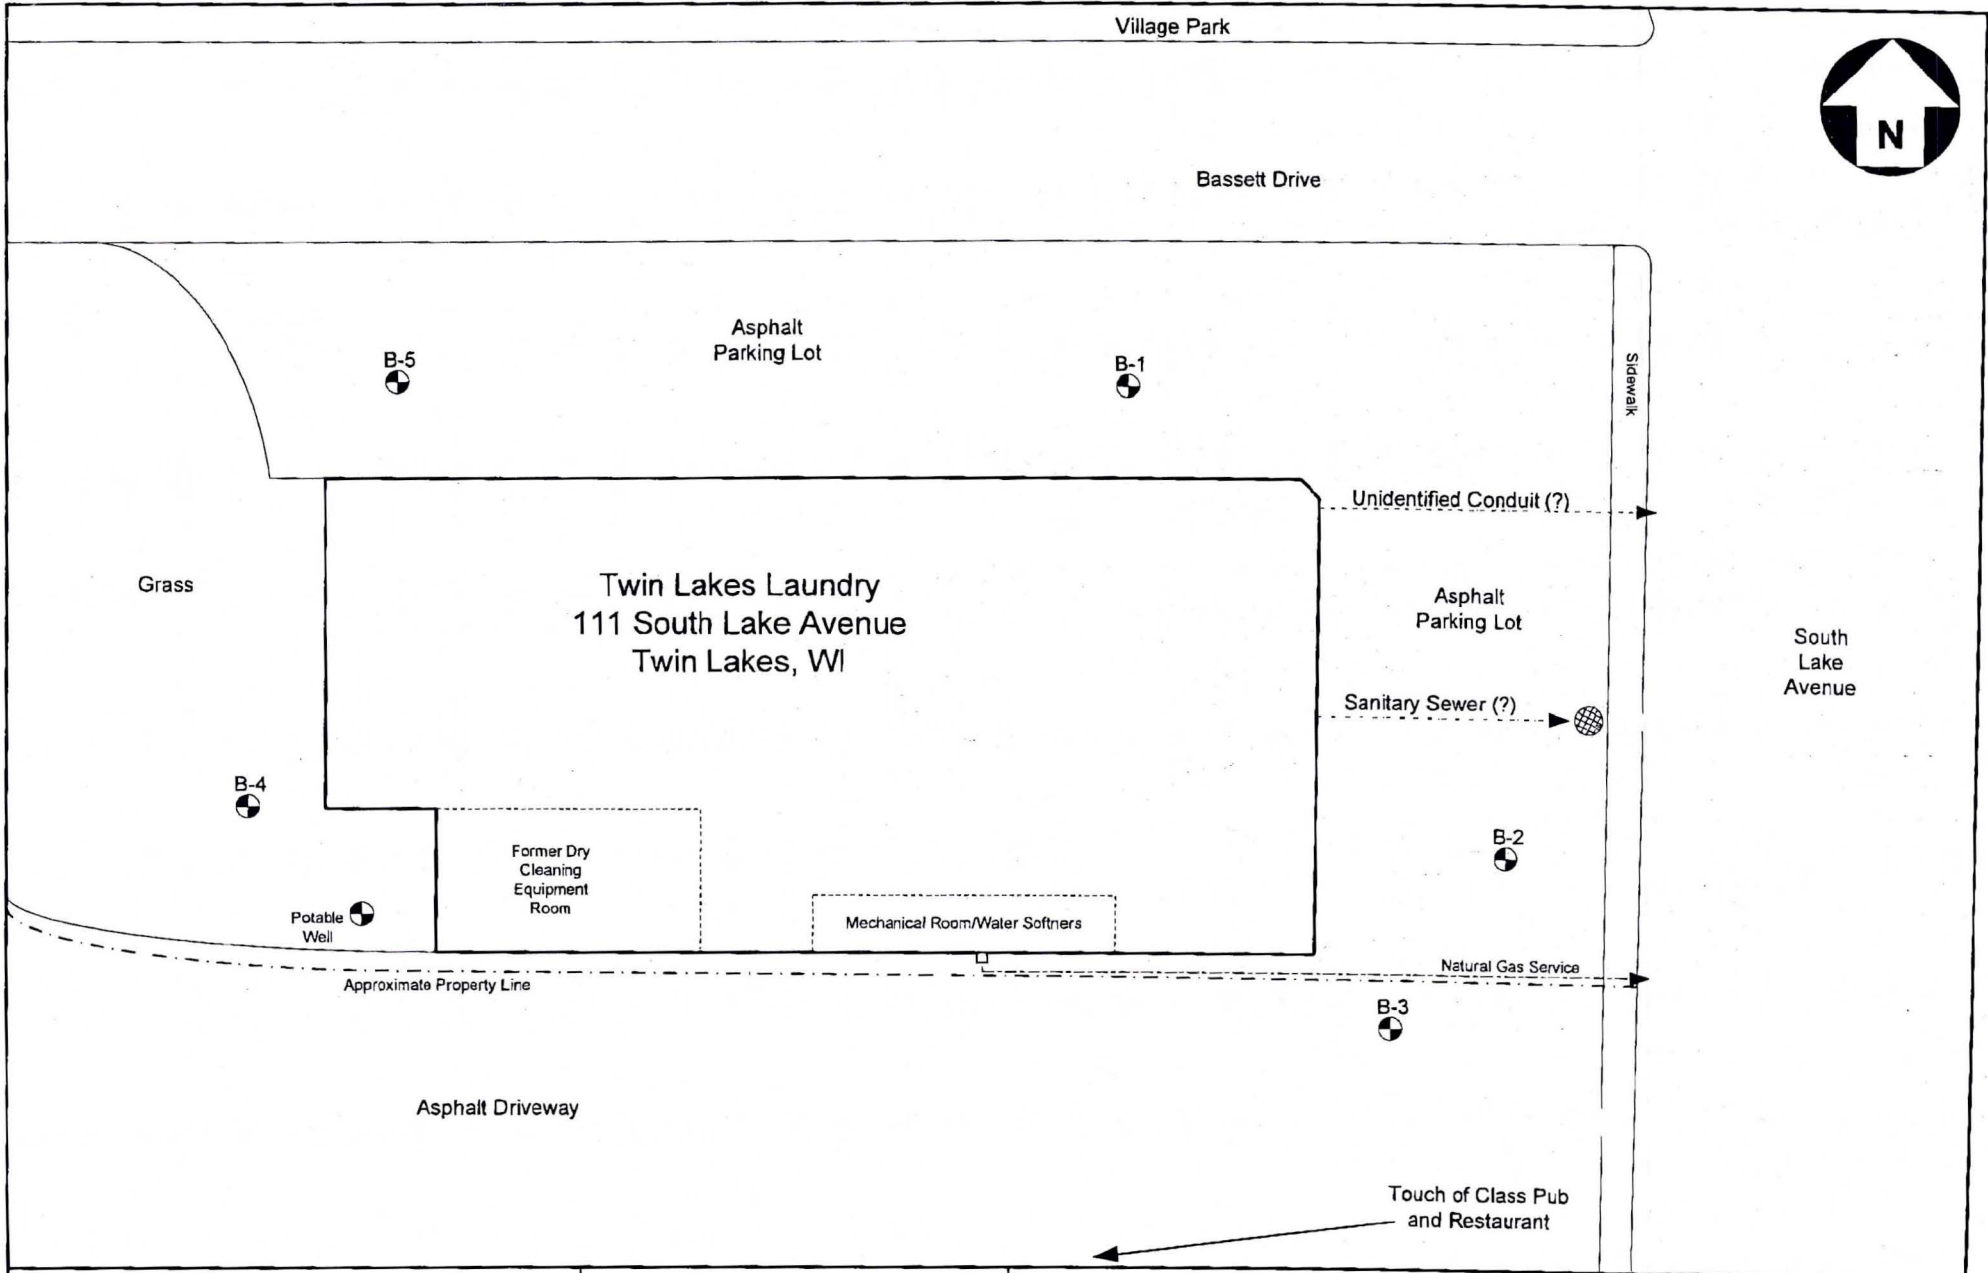 Village Park
N
Bassett Drive
Asphalt
Parking Lot
B-5
B-1
Sidewalk
Unidentified Conduit (?)
Grass
Twin Lakes Laundry
111 South Lake Avenue
Twin Lakes, WI
Asphalt
Parking Lot
South
Lake
Avenue
Sanitary Sewer (?)
B-4
B-2
Former Dry
Cleaning
Equipment
Room
Potable
Well
Mechanical Room/Water Softners
Natural Gas Service
Approximate Property Line
B-3
Asphalt Driveway
Touch of Class Pub
and Restaurant